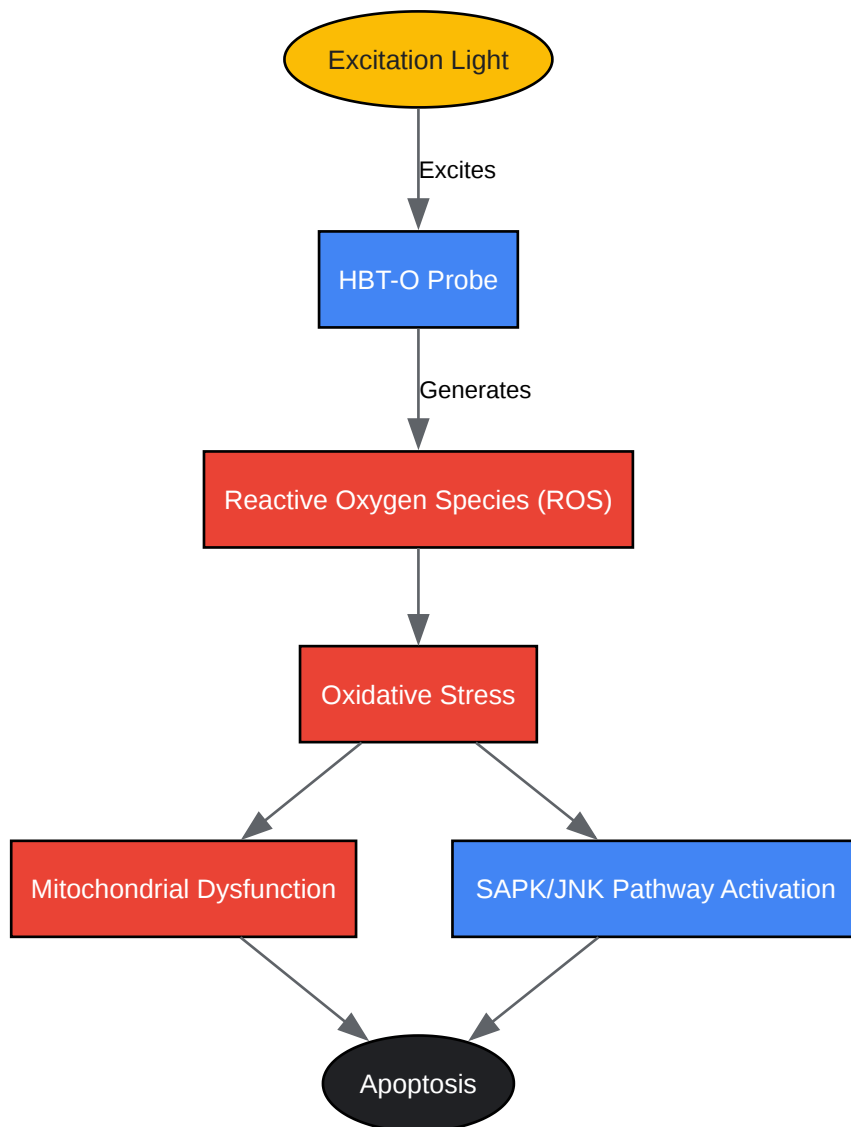 Excitation Light
Excites
HBT-O Probe
Generates
Reactive Oxygen Species (ROS)
Oxidative Stress
Mitochondrial Dysfunction
SAPK/JNK Pathway Activation
Apoptosis